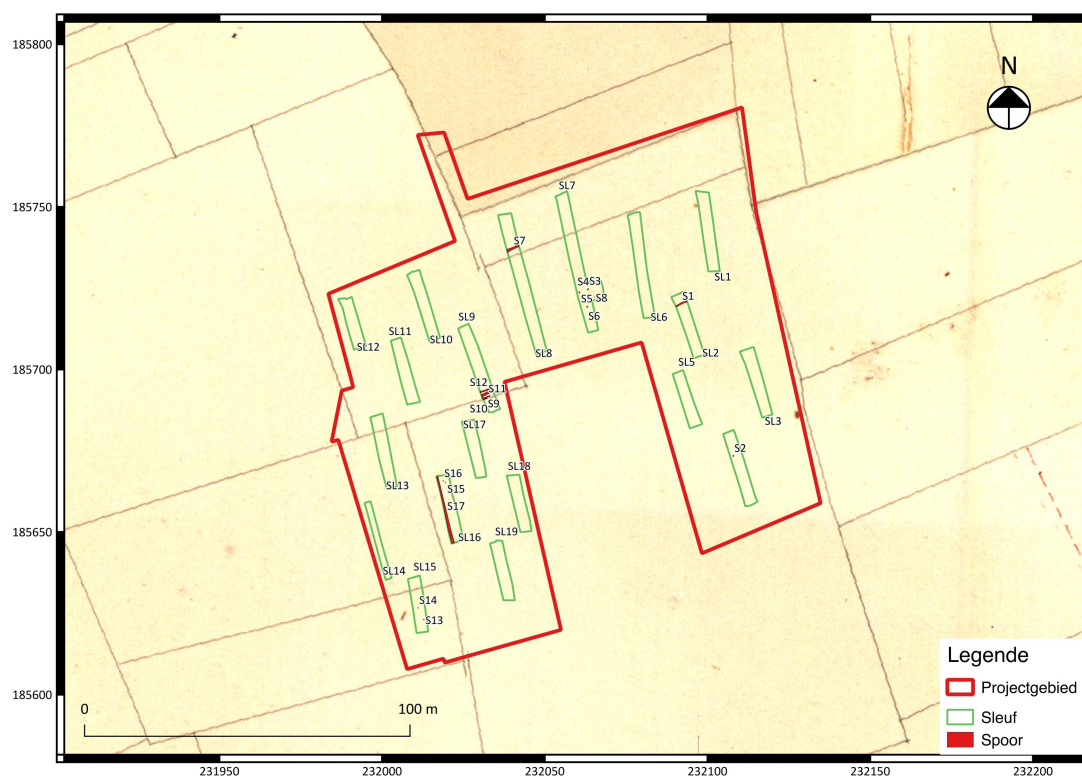 185800
N
185750
SL7
S7
S4 S3
S5 S8
S6
SL1
S1
SL6
SL9
SL11
SL10
SL12
SL8
SL2
SL5
185700
S12
S11
S10
S9
SL17
SL3
S2
S16
SL18
SL13
S15
S17
185650
SL16
SL19
SL14
SL15
S14
S13
Legende
Projectgebied
Sleuf
Spoor
185600
0
100 m
231950
232000
232050
232100
232150
232200